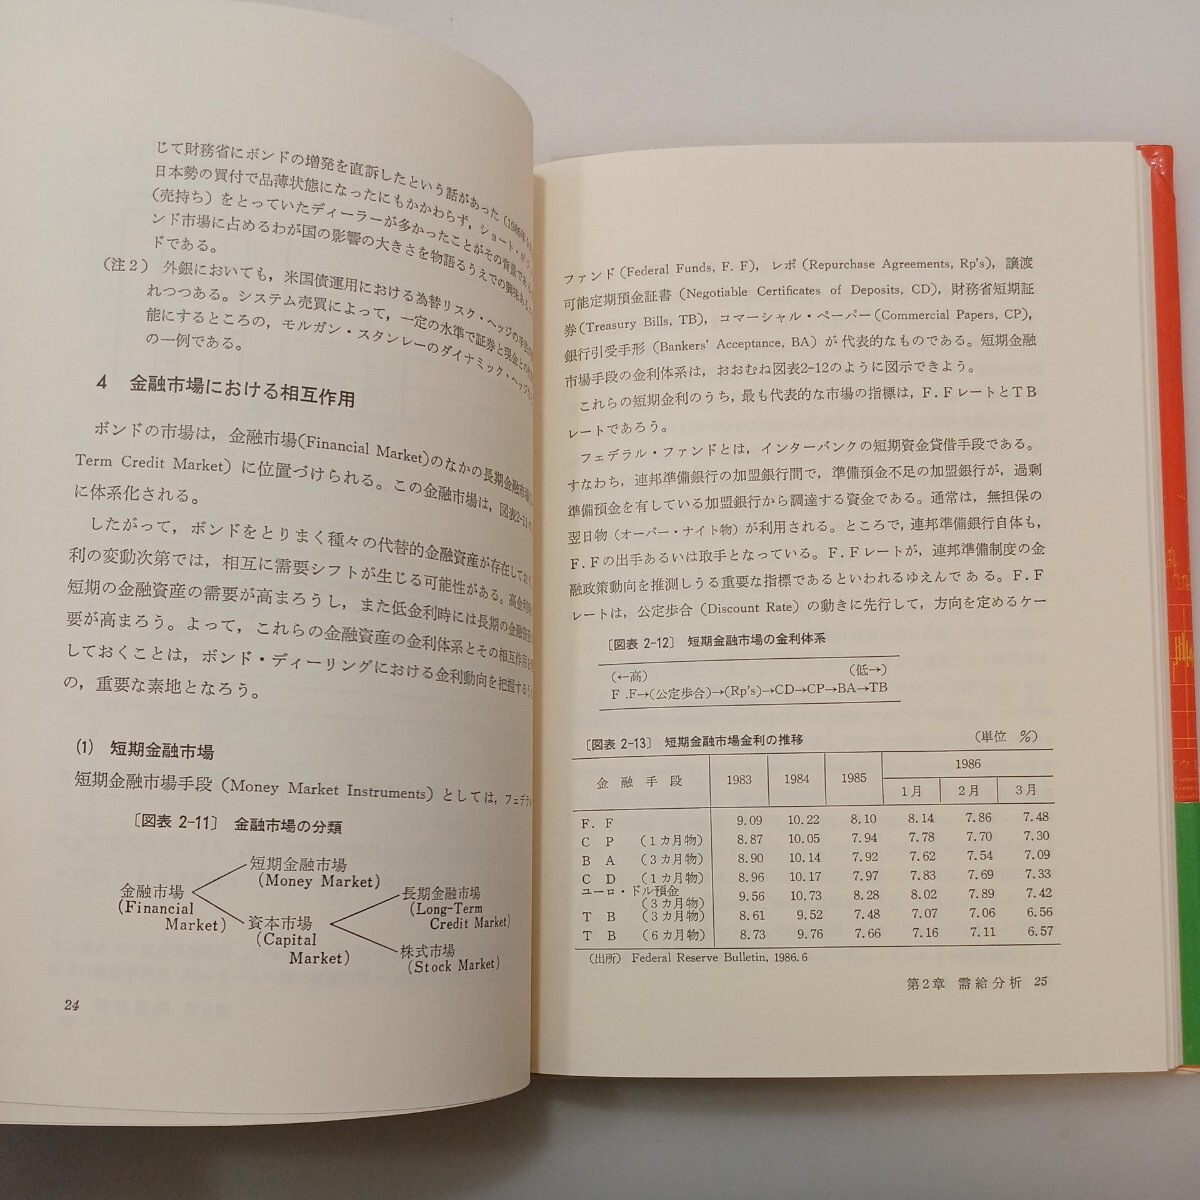 じて財務省にボンドの増発を直訴したという話があった(1986年
日本勢の買付で品薄状態になったにもかかわらず，ショート・ポジ
(売持ち)をとっていたディーラーが多かったことがその背景である。
ンド市場に占めるわが国の影響の大きさを物語るうえでの興味ある
ドである。
(注2) 外銀においても，米国債運用における為替リスク・ヘッジの手法が
れつつある。システム売買によって，一定の水準で証券と現金との
能にするところの，モルガン・スタンレーのダイナミック・ヘッジ
の一例である。
4 金融市場における相互作用
ボンドの市場は，金融市場(Financial Market)のなかの長期金融市場
Term Credit Market)に位置づけられる。この金融市場は，図表2-11の
に体系化される。
したがって，ボンドをとりまく種々の代替的金融資産が存在しており
利の変動次第では，相互に需要シフトが生じる可能性がある。高金利
短期の金融資産の需要が高まろうし，また低金利時には長期の金融資産
要が高まろう。よって，これらの金融資産の金利体系とその相互作用を
しておくことは，ボンド・ディーリングにおける金利動向を把握するう
の，重要な素地となろう。
(1) 短期金融市場
短期金融市場手段(Money Market Instruments)としては，フェデラル
〔図表 2-11〕 金融市場の分類
短期金融市場
(Money Market)
金融市場
(Financial
Market)
資本市場
(Capital
Market)
長期金融市場
(Long-Term
Credit Market)
株式市場
(Stock Market)
24
ファンド(Federal Funds, F. F)，レポ(Repurchase Agreements, Rp's)，譲渡
可能定期預金証書(Negotiable Certificates of Deposits, CD)，財務省短期証
券(Treasury Bills, TB)，コマーシャル・ペーパー(Commercial Papers, CP)，
銀行引受手形(Bankers' Acceptance, BA)が代表的なものである。短期金融
市場手段の金利体系は，おおむね図表2-12のように図示できよう。
これらの短期金利のうち，最も代表的な市場の指標は，F.FレートとTB
レートであろう。
フェデラル・ファンドとは，インターバンクの短期資金貸借手段である。
すなわち，連邦準備銀行の加盟銀行間で，準備預金不足の加盟銀行が，過剰
準備預金を有している加盟銀行から調達する資金である。通常は，無担保の
翌日物(オーバー・ナイト物)が利用される。ところで，連邦準備銀行自体も，
F.Fの出手あるいは取手となっている。F.Fレートが，連邦準備制度の金
融政策動向を推測しうる重要な指標であるといわれるゆえんである。F.F
レートは，公定歩合(Discount Rate)の動きに先行して，方向を定めるケー
〔図表 2-12〕 短期金融市場の金利体系
(←高) (低→)
F.F→(公定歩合)→(Rp's)→CD→CP→BA→TB
〔図表 2-13〕 短期金融市場金利の推移 (単位 %)
金融手段 1983 1984 1985 1986
1月 2月 3月
F. F 9.09 10.22 8.10 8.14 7.86 7.48
C P (1カ月物) 8.87 10.05 7.94 7.78 7.70 7.30
B A (3カ月物) 8.90 10.14 7.92 7.62 7.54 7.09
C D (1カ月物) 8.96 10.17 7.97 7.83 7.69 7.33
ユーロ・ドル預金
(3カ月物) 9.56 10.73 8.28 8.02 7.89 7.42
T B (3カ月物) 8.61 9.52 7.48 7.07 7.06 6.56
T B (6カ月物) 8.73 9.76 7.66 7.16 7.11 6.57
(出所) Federal Reserve Bulletin, 1986.6
第2章 需給分析 25